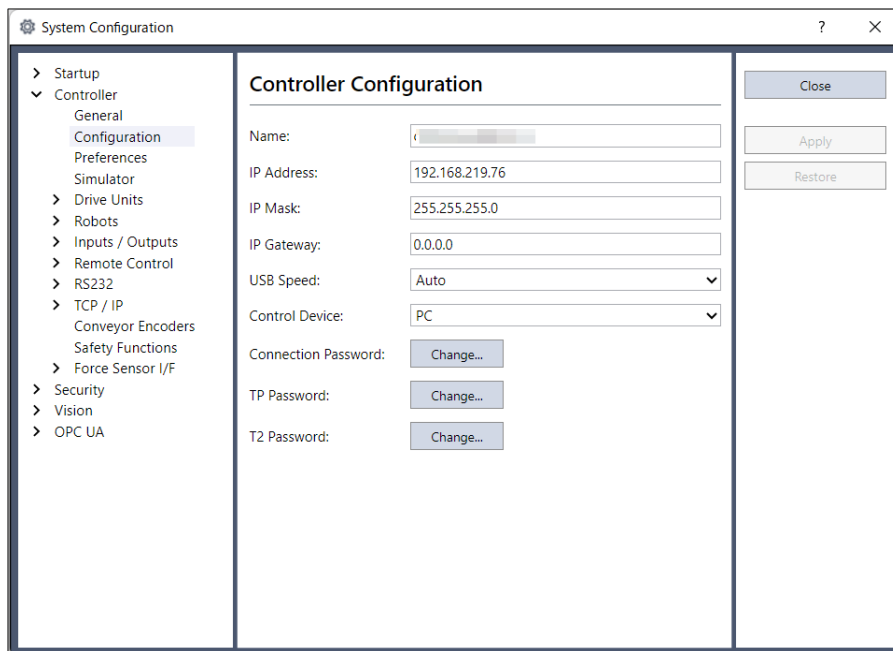 System Configuration
?
Startup
Controller
General
Configuration
Preferences
Simulator
Drive Units
Robots
Inputs / Outputs
Remote Control
RS232
TCP / IP
Conveyor Encoders
Safety Functions
Force Sensor I/F
Security
Vision
OPC UA
Controller Configuration
Name:
IP Address: 192.168.219.76
IP Mask: 255.255.255.0
IP Gateway: 0.0.0.0
USB Speed: Auto
Control Device: PC
Connection Password: Change...
TP Password: Change...
T2 Password: Change...
Close
Apply
Restore